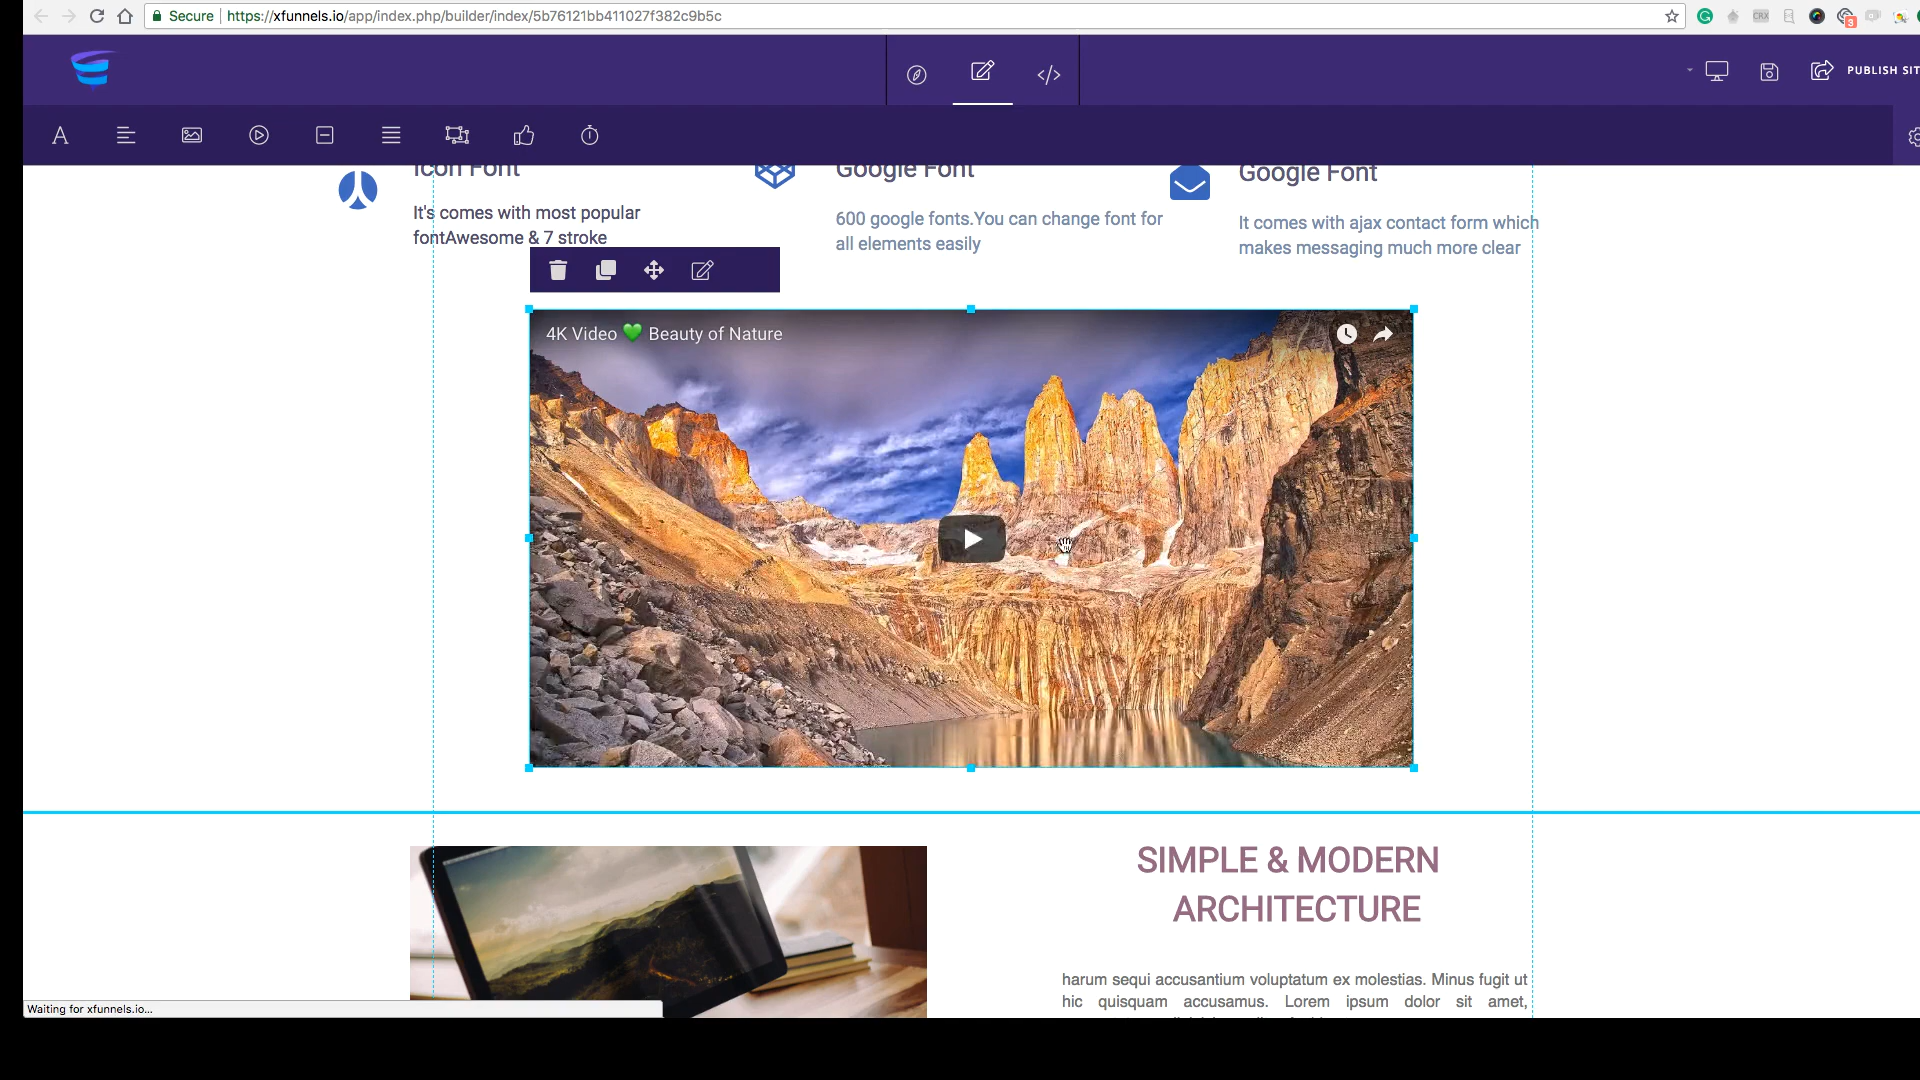 Secure
https://xfunnels.io/app/index.php/builder/index/5b76121bb411027f382c9b5c
CRX
3
PUBLISH SIT
Icon Font
Google Font
Google Font
It's comes with most popular
fontAwesome & 7 stroke
600 google fonts.You can change font for
all elements easily
It comes with ajax contact form which
makes messaging much more clear
4K Video 💚 Beauty of Nature
SIMPLE & MODERN
ARCHITECTURE
harum sequi accusantium voluptatum ex molestias. Minus fugit ut
hic quisquam accusamus. Lorem ipsum dolor sit amet,
Waiting for xfunnels.io...